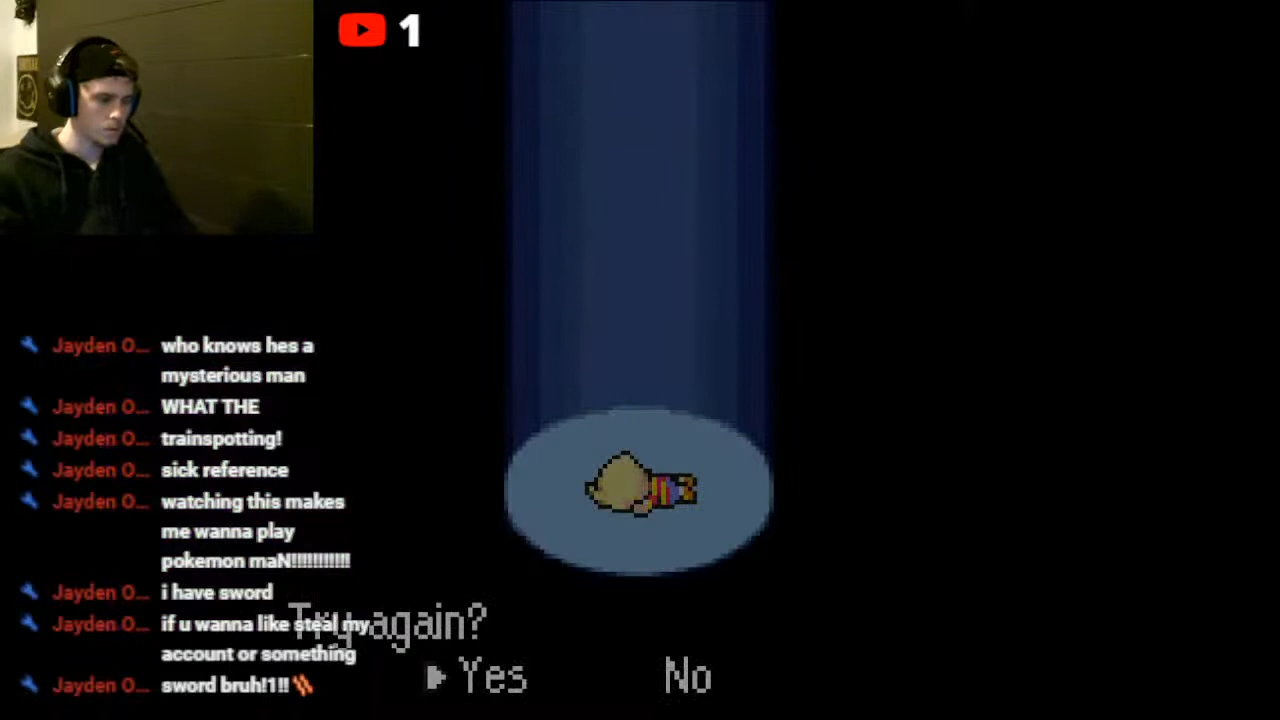 1
Jayden O... who knows hes a
mysterious man
Jayden O... WHAT THE
Jayden O... trainspotting!
Jayden O... sick reference
Jayden O... watching this makes
me wanna play
pokemon maN!!!!!!!!!!!
Jayden O... i have sword
Jayden O... if u wanna like steal my
account or something
Jayden O... sword bruh!1!!
Try again?
Yes No